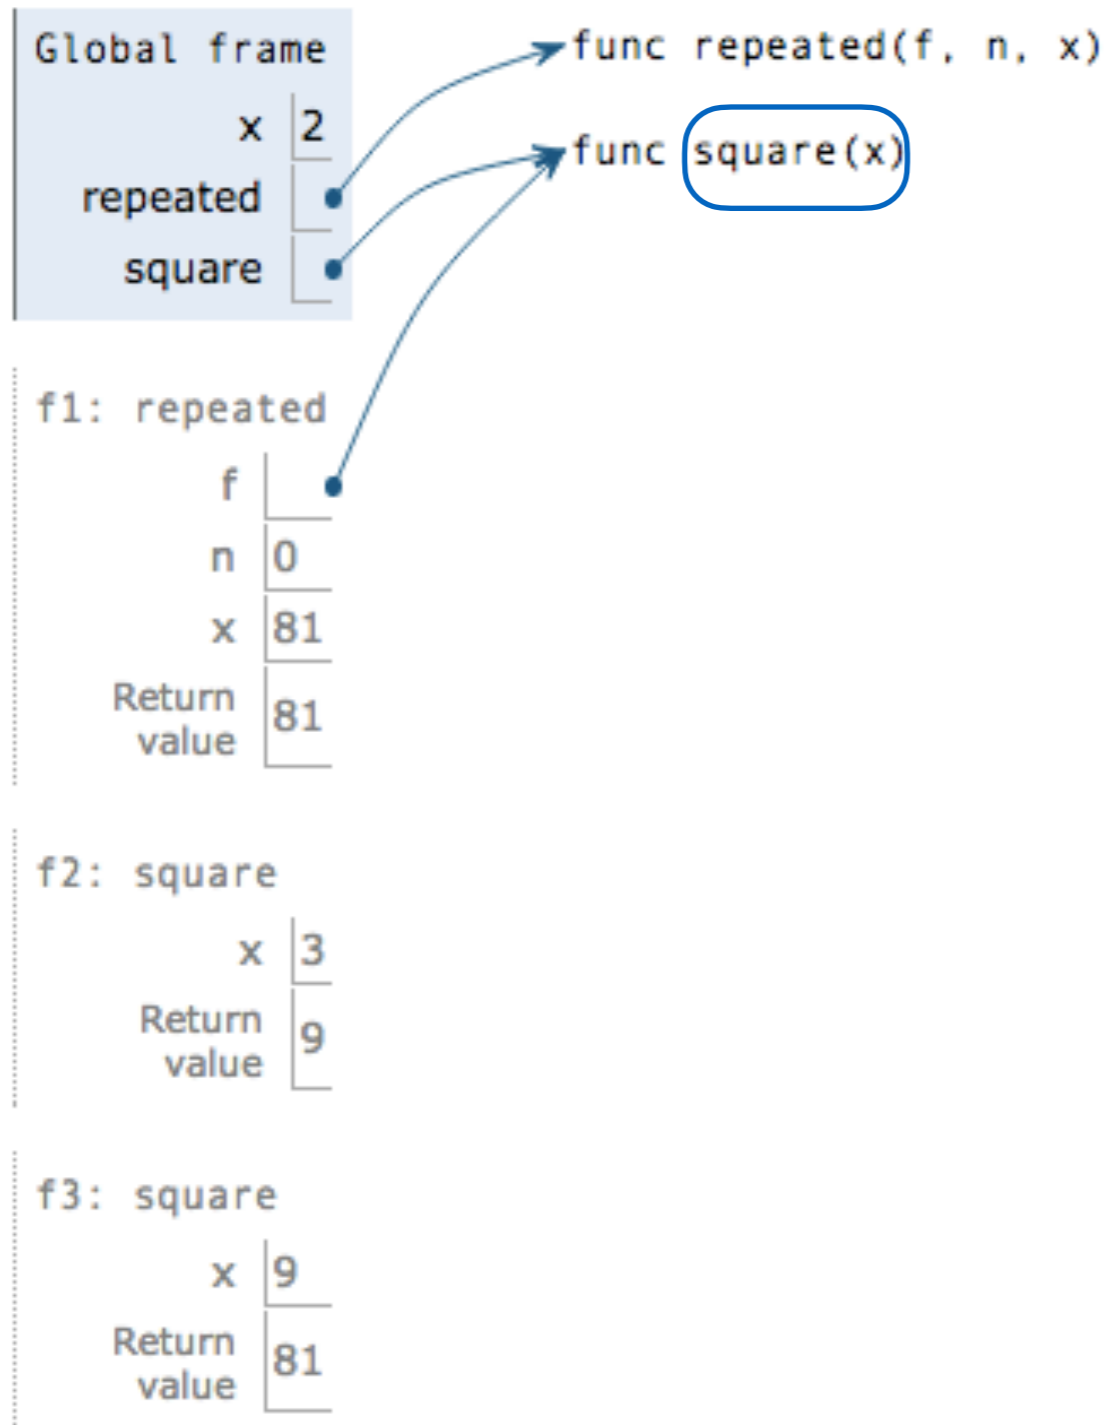 Global frame
x 2
repeated
square
func repeated(f, n, x)
func square(x)
f1: repeated
f
n 0
x 81
Return
value 81
f2: square
x 3
Return
value 9
f3: square
x 9
Return
value 81